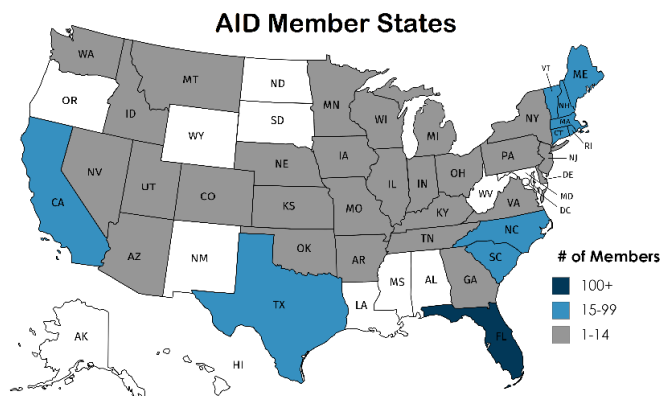 AID Member States
WA
MT
ND
MN
VT
ME
OR
ID
SD
WI
MI
NY
NH
MA
CT
RI
WY
NE
IA
PA
NJ
NV
UT
CO
IL
IN
OH
DE
MD
DC
CA
KS
MO
KY
WV
VA
AZ
NM
OK
AR
TN
NC
SC
TX
LA
MS
AL
GA
FL
AK
HI
# of Members
100+
15-99
1-14